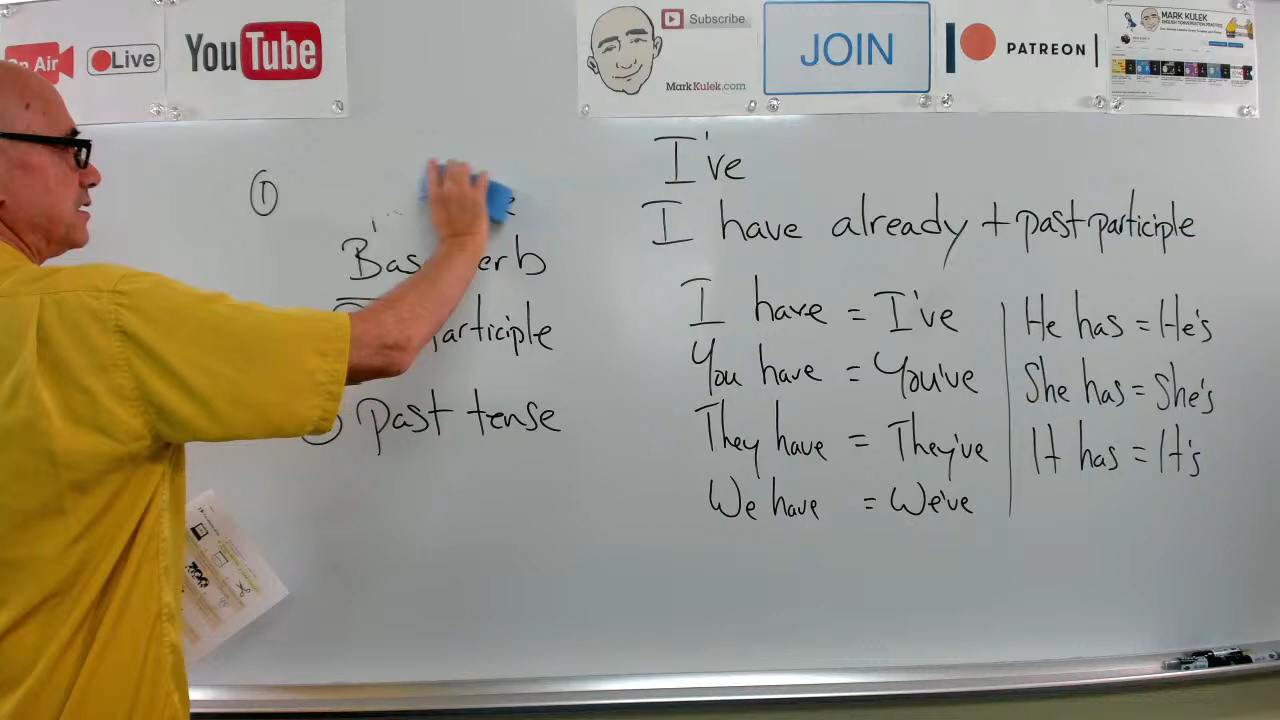 On Air
Live
YouTube
Subscribe
MarkKulek.com
JOIN
PATREON
MARK KULEK
①
Bas erb
articiple
past tense
I've
I have already + past participle
I have = I've
You have = You've
They have = They've
We have = We've
He has = He's
She has = She's
It has = It's